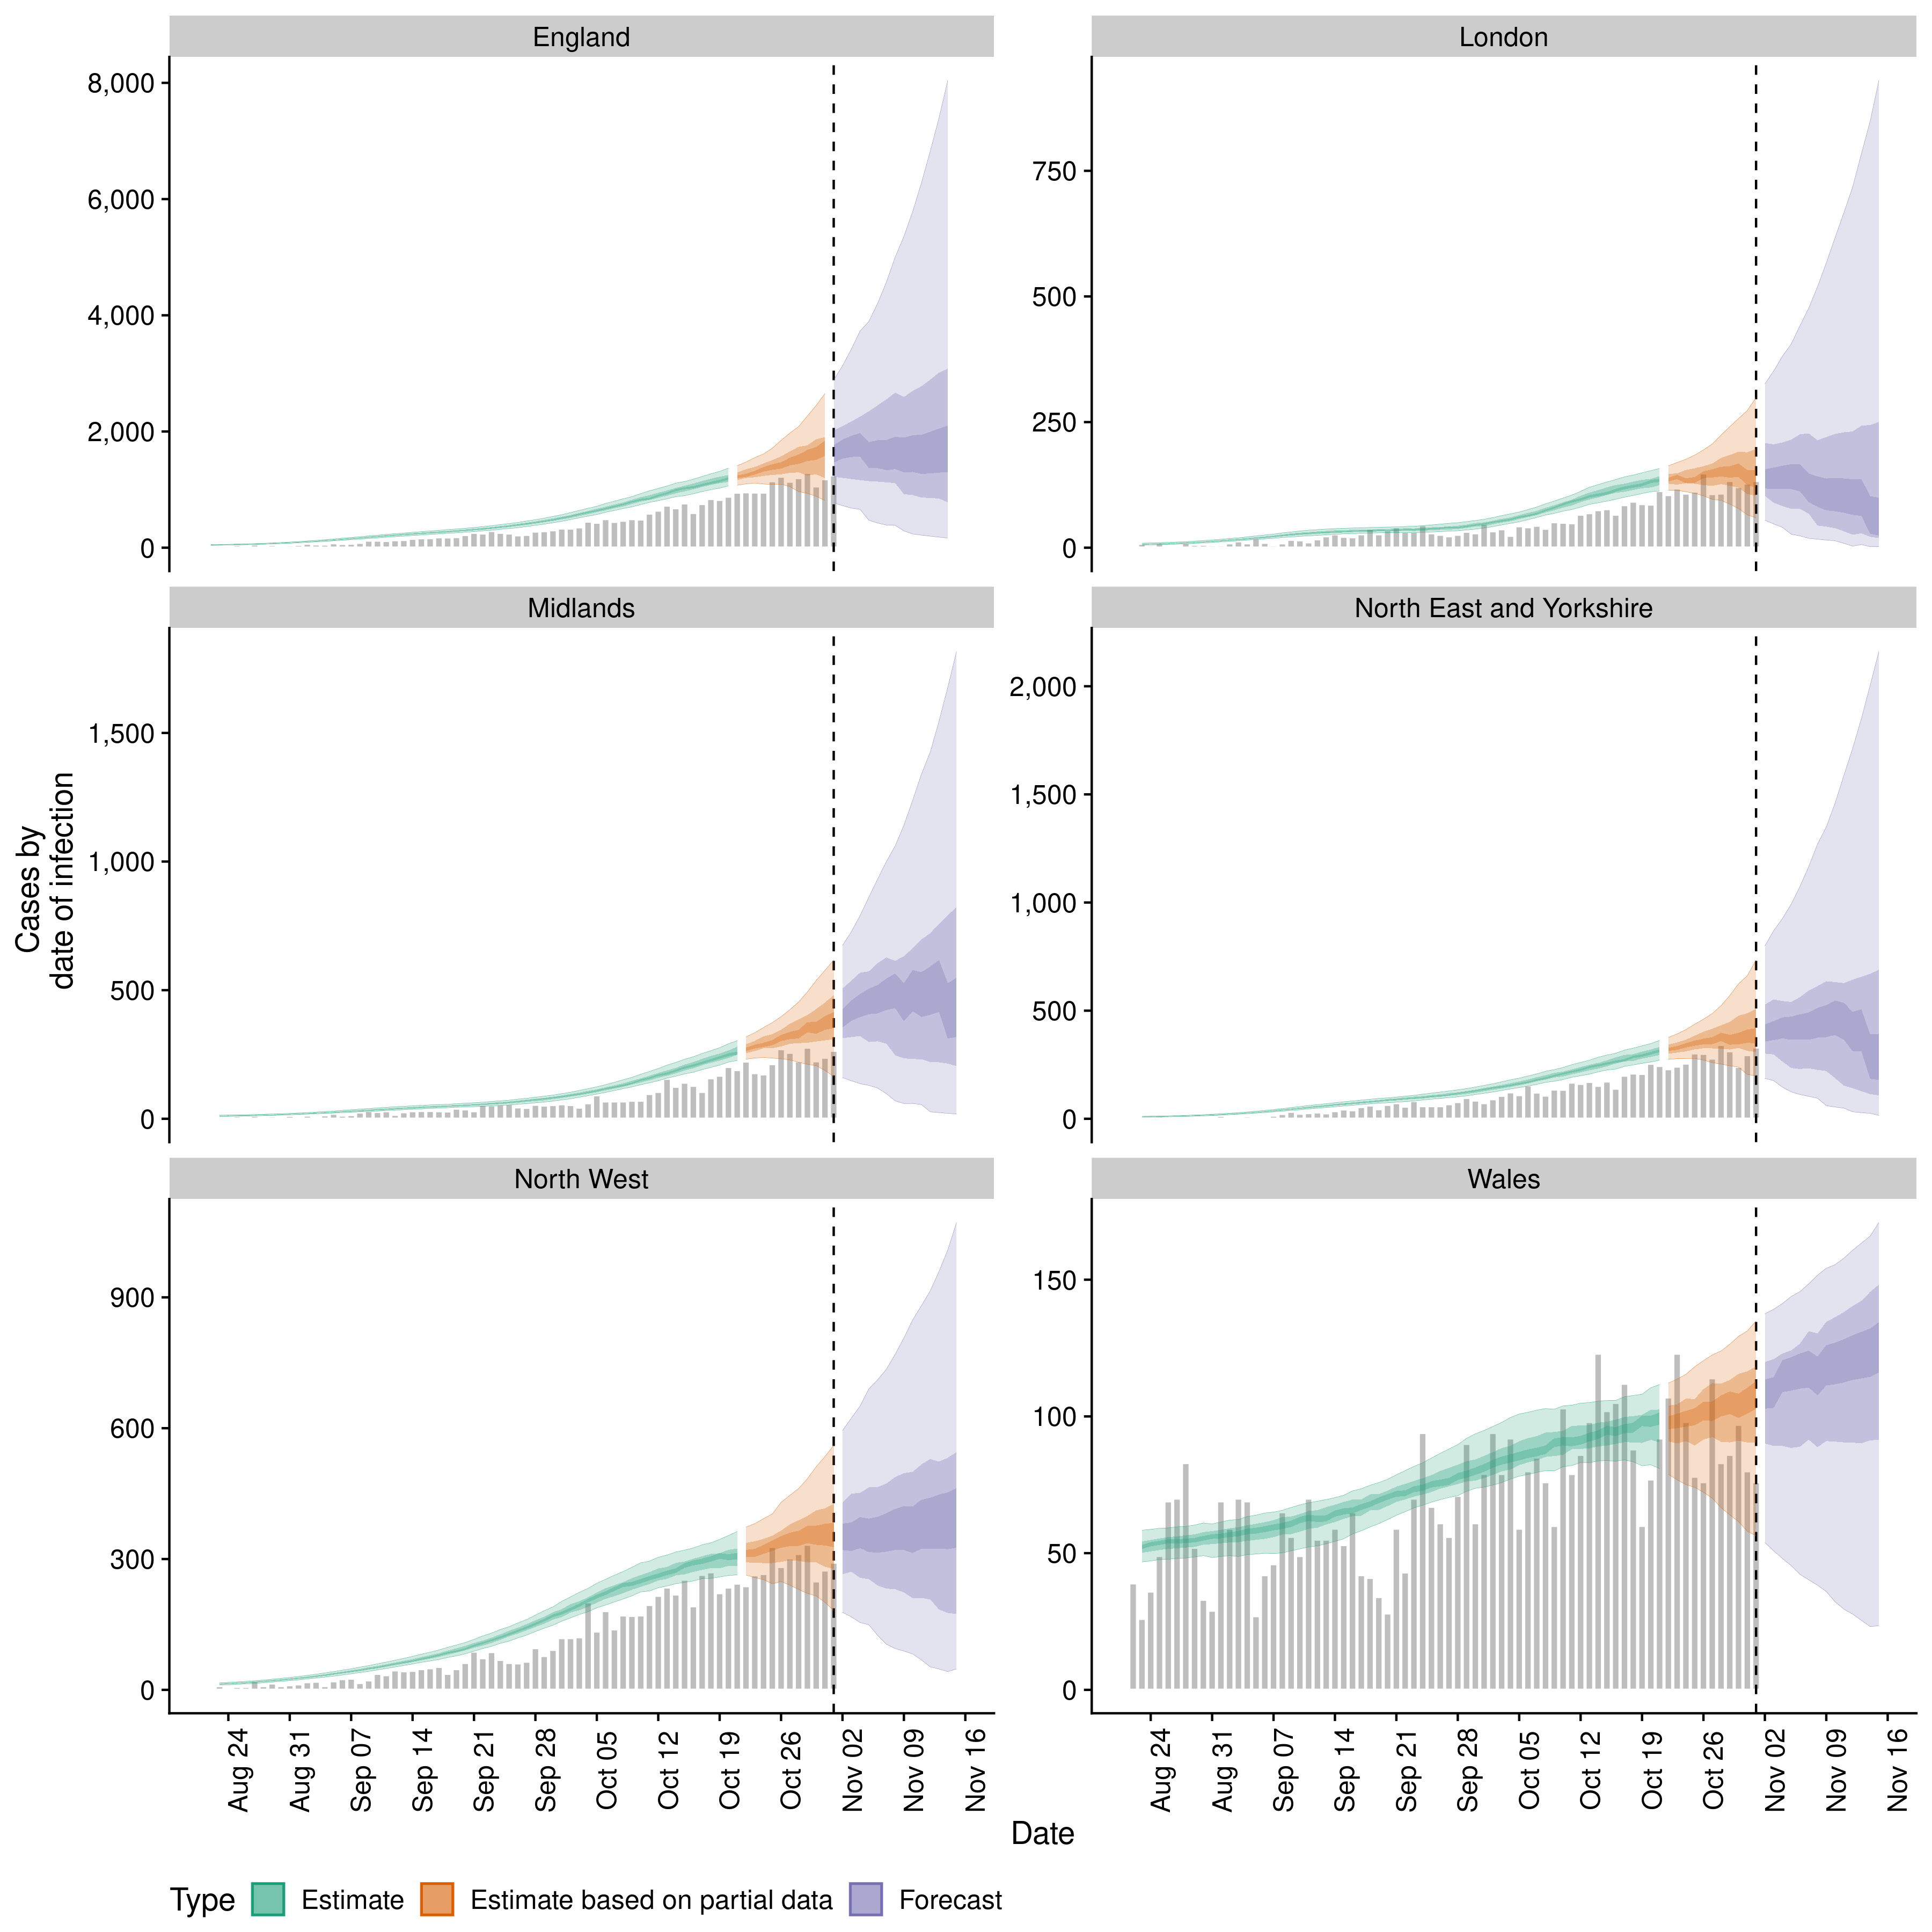 England
London
8,000
6,000
4,000
2,000
0
750
500
250
0
Midlands
North East and Yorkshire
1,500
1,000
500
0
2,000
1,500
1,000
500
0
North West
Wales
900
600
300
0
150
100
50
0
Cases by
date of infection
Aug 24
Aug 31
Sep 07
Sep 14
Sep 21
Sep 28
Oct 05
Oct 12
Oct 19
Oct 26
Nov 02
Nov 09
Nov 16
Aug 24
Aug 31
Sep 07
Sep 14
Sep 21
Sep 28
Oct 05
Oct 12
Oct 19
Oct 26
Nov 02
Nov 09
Nov 16
Date
Type Estimate Estimate based on partial data Forecast